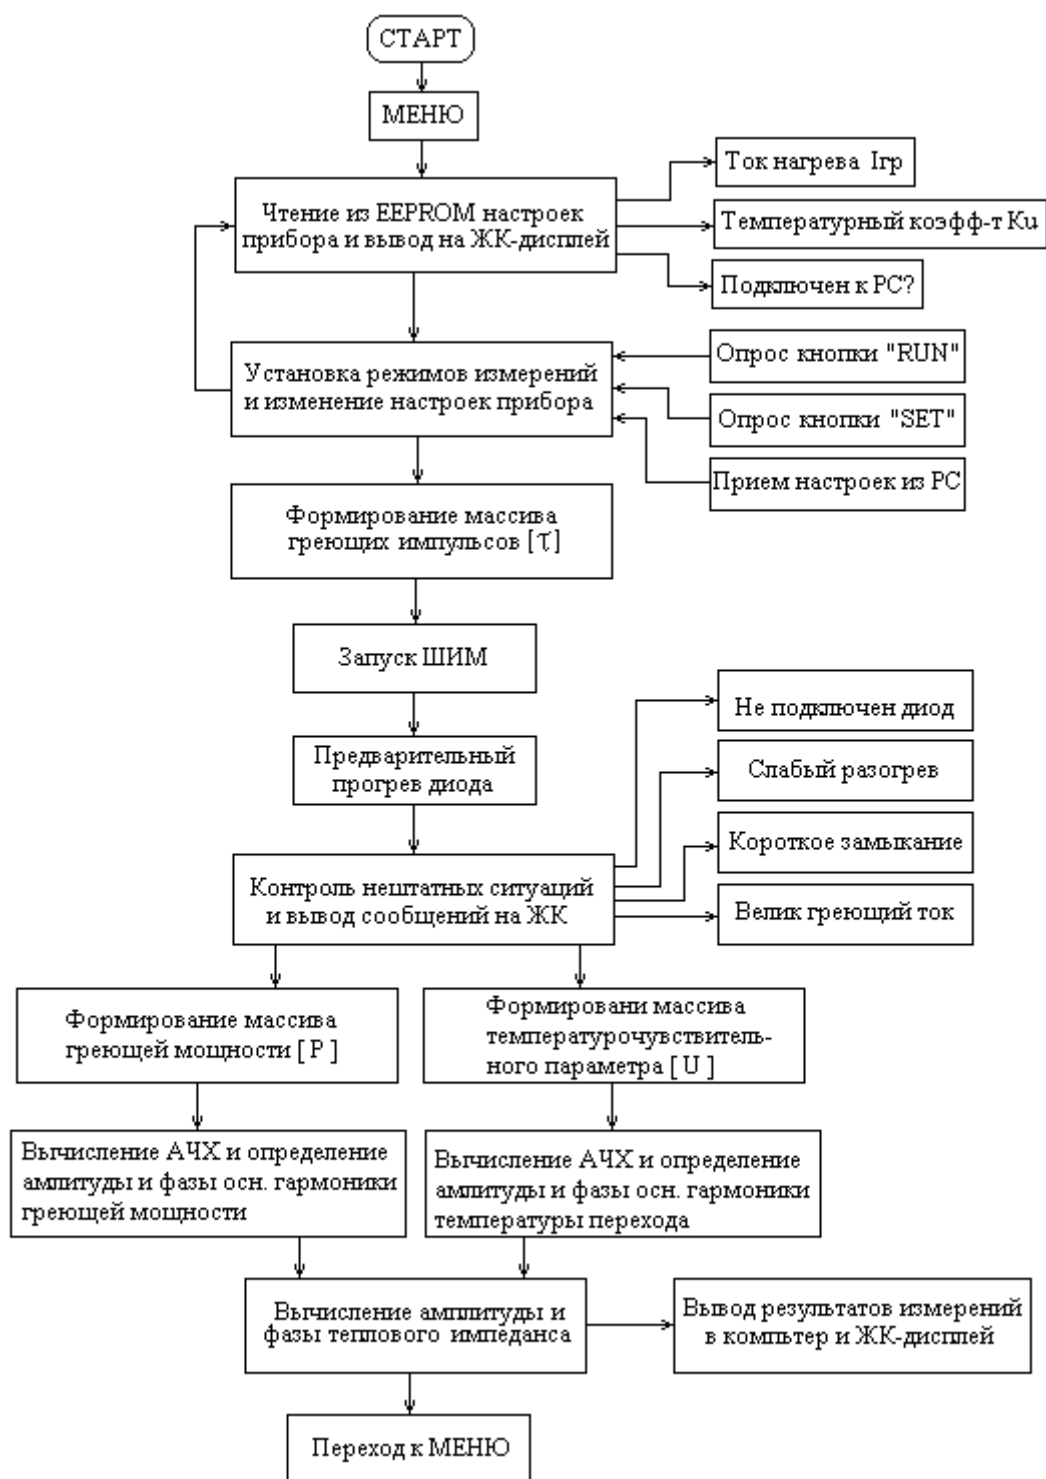 СТАРТ
МЕНЮ
Ток нагрева Iгр
Чтение из EEPROM настроек
прибора и вывод на ЖК-дисплей
Температурный коэфф-т Ku
Подключен к PC?
Опрос кнопки "RUN"
Установка режимов измерений
и изменение настроек прибора
Опрос кнопки "SET"
Прием настроек из PC
Формирование массива
греющих импульсов [τ]
Запуск ШИМ
Не подключен диод
Предварительный
прогрев диода
Слабый разогрев
Короткое замыкание
Контроль нештатных ситуаций
и вывод сообщений на ЖК
Велик греющий ток
Формирование массива
греющей мощности [ P ]
Формировани массива
температурочувствитель-
ного параметра [ U ]
Вычисление АЧХ и определение
амлитуды и фазы осн. гармоники
греющей мощности
Вычисление АЧХ и определение
амлитуды и фазы осн. гармоники
температуры перехода
Вычисление амплитуды и
фазы теплового импеданса
Вывод результатов измерений
в компьтер и ЖК-дисплей
Переход к МЕНЮ